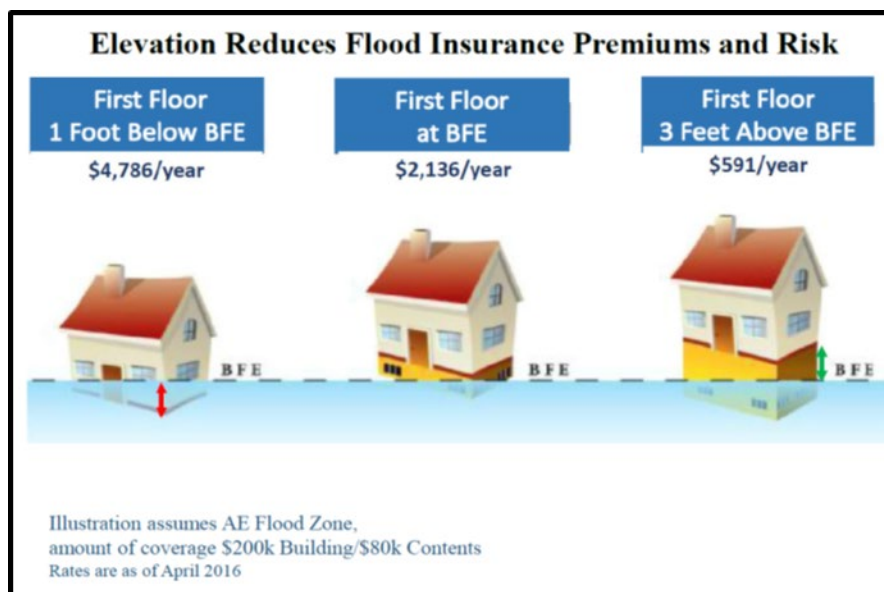 Elevation Reduces Flood Insurance Premiums and Risk
First Floor
1 Foot Below BFE
$4,786/year
First Floor
at BFE
$2,136/year
First Floor
3 Feet Above BFE
$591/year
BFE
BFE
BFE
Illustration assumes AE Flood Zone,
amount of coverage $200k Building/$80k Contents
Rates are as of April 2016